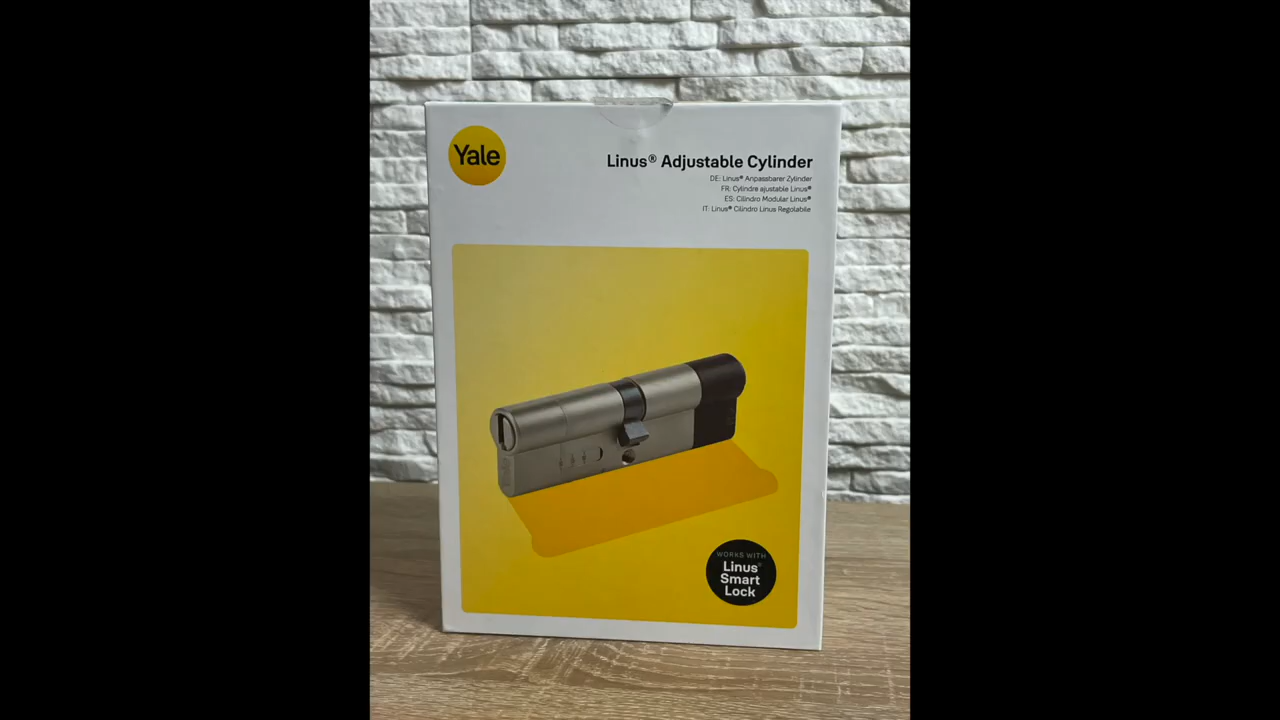 Yale
Linus® Adjustable Cylinder
DE: Linus® Anpassbarer Zylinder
FR: Cylindre ajustable Linus®
ES: Cilindro Modular Linus®
IT: Linus® Cilindro Linus Regolabile
WORKS WITH
Linus®
Smart
Lock